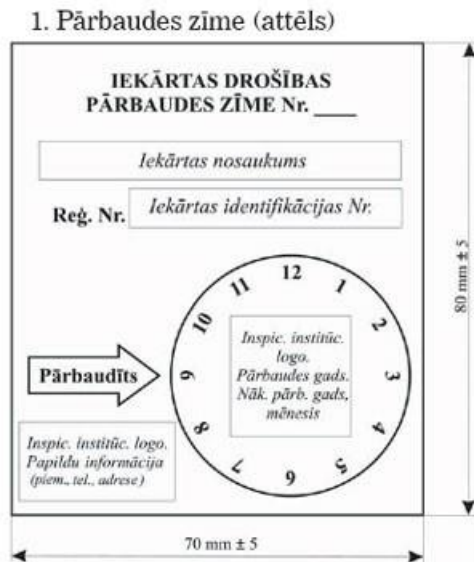 1. Pārbaudes zīme (attēls)
IEKĀRTAS DROŠĪBAS
PĀRBAUDES ZĪME Nr. ___
Iekārtas nosaukums
Reģ. Nr.
Iekārtas identifikācijas Nr.
12
1
2
3
4
5
6
7
8
9
10
11
Inspic. institūc.
logo.
Pārbaudes gads.
Nāk. pārb. gads,
mēnesis
Pārbaudīts
Inspic. institūc. logo.
Papildu informācija
(piem., tel., adrese)
80 mm ± 5
70 mm ± 5